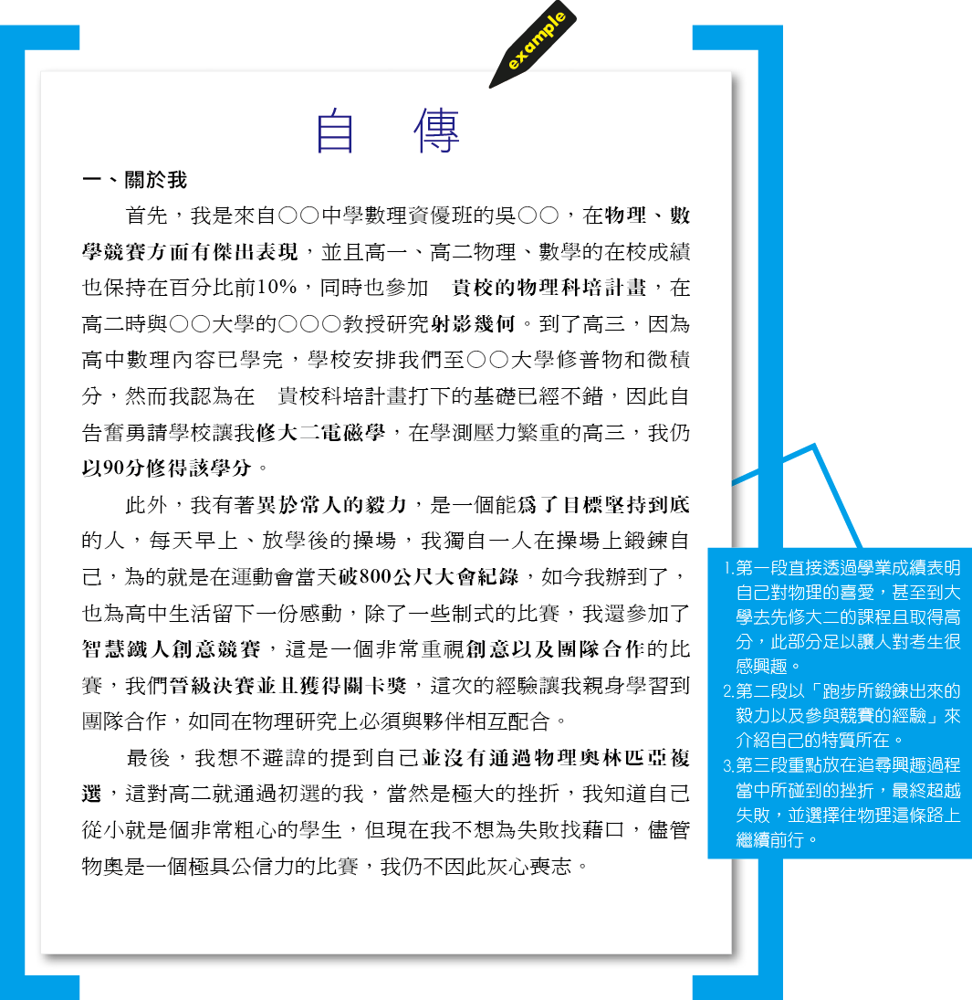 example
自　傳
一、關於我
首先，我是來自○○中學數理資優班的吳○○，在物理、數
學競賽方面有傑出表現，並且高一、高二物理、數學的在校成績
也保持在百分比前10%，同時也參加　貴校的物理科培計畫，在
高二時與○○大學的○○○教授研究射影幾何。到了高三，因為
高中數理內容已學完，學校安排我們至○○大學修普物和微積
分，然而我認為在　貴校科培計畫打下的基礎已經不錯，因此自
告奮勇請學校讓我修大二電磁學，在學測壓力繁重的高三，我仍
以90分修得該學分。
此外，我有著異於常人的毅力，是一個能為了目標堅持到底
的人，每天早上、放學後的操場，我獨自一人在操場上鍛鍊自
己，為的就是在運動會當天破800公尺大會紀錄，如今我辦到了，
也為高中生活留下一份感動，除了一些制式的比賽，我還參加了
智慧鐵人創意競賽，這是一個非常重視創意以及團隊合作的比
賽，我們晉級決賽並且獲得關卡獎，這次的經驗讓我親身學習到
團隊合作，如同在物理研究上必須與夥伴相互配合。
最後，我想不避諱的提到自己並沒有通過物理奧林匹亞複
選，這對高二就通過初選的我，當然是極大的挫折，我知道自己
從小就是個非常粗心的學生，但現在我不想為失敗找藉口，儘管
物奧是一個極具公信力的比賽，我仍不因此灰心喪志。
1.第一段直接透過學業成績表明
自己對物理的喜愛，甚至到大
學去先修大二的課程且取得高
分，此部分足以讓人對考生很
感興趣。
2.第二段以「跑步所鍛鍊出來的
毅力以及參與競賽的經驗」來
介紹自己的特質所在。
3.第三段重點放在追尋興趣過程
當中所碰到的挫折，最終超越
失敗，並選擇往物理這條路上
繼續前行。